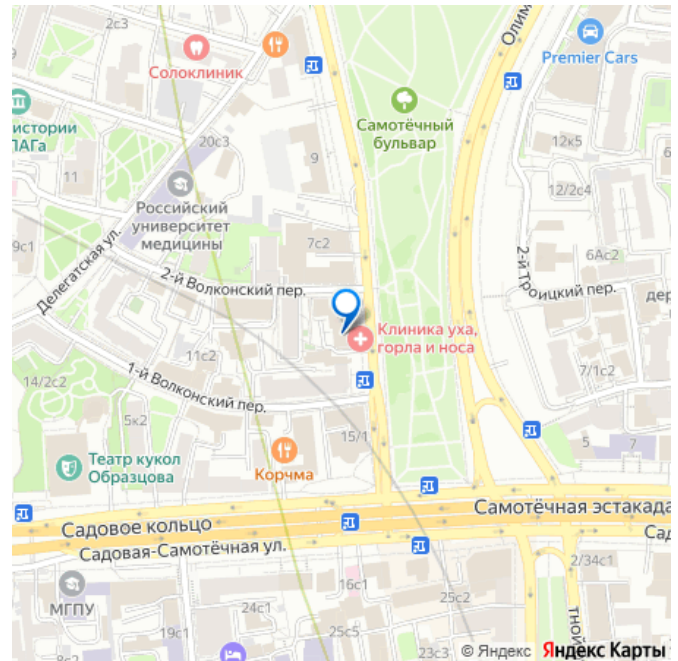 2с3
Солоклиник
Олим
Premier Cars
истории
ЛАГа
Самотёчный
бульвар
20с3
9
12к5
11
12/2с4
Российский
университет
медицины
7с2
9с1
6Ас2
Делегатская ул.
2-й Волконский пер.
2-й Троицкий пер.
дер
Клиника уха,
горла и носа
11с2
7/1с2
14/2с2
1-й Волконский пер.
5к2
15/1
5
7
Театр кукол
Образцова
Корчма
Садовое кольцо
Самотёчная эстакада
Садовая-Самотёчная ул.
Сад
2/34с1
МГПУ
16с1
24с1
25с2
19с1
25с5
8с2
23с3
© Яндекс Яндекс Карты